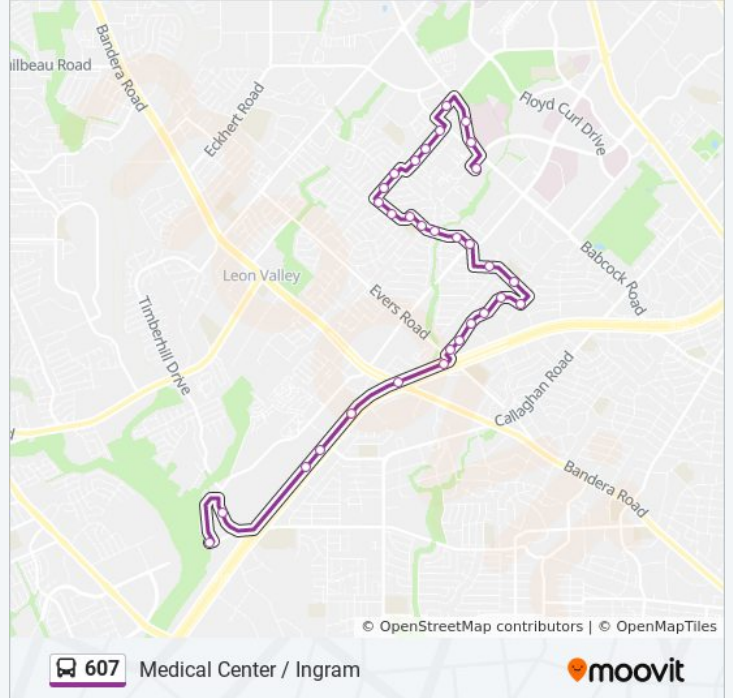 ilbeau Road
Bandera Road
Eckhert Road
Floyd Curl Drive
Leon Valley
Babcock Road
Evers Road
Timberhill Drive
Callaghan Road
Bandera Road
© OpenStreetMap contributors | © OpenMapTiles
607 Medical Center / Ingram
moovit